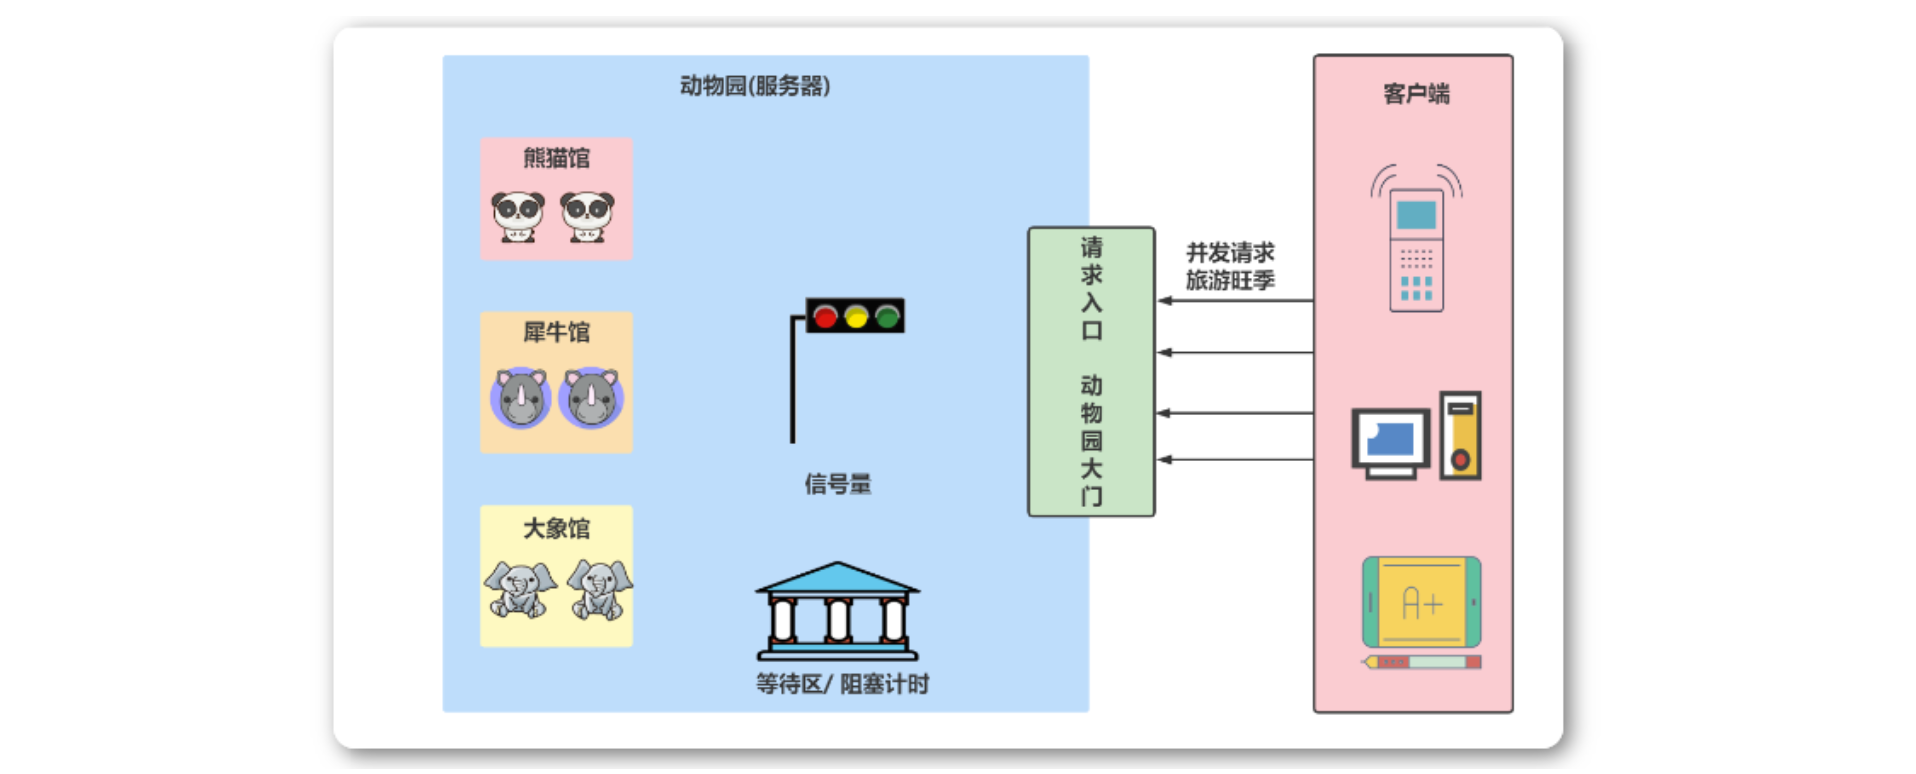 动物园(服务器)
熊猫馆
犀牛馆
大象馆
信号量
等待区/ 阻塞计时
请求入口 动物园大门
并发请求
旅游旺季
客户端
A+